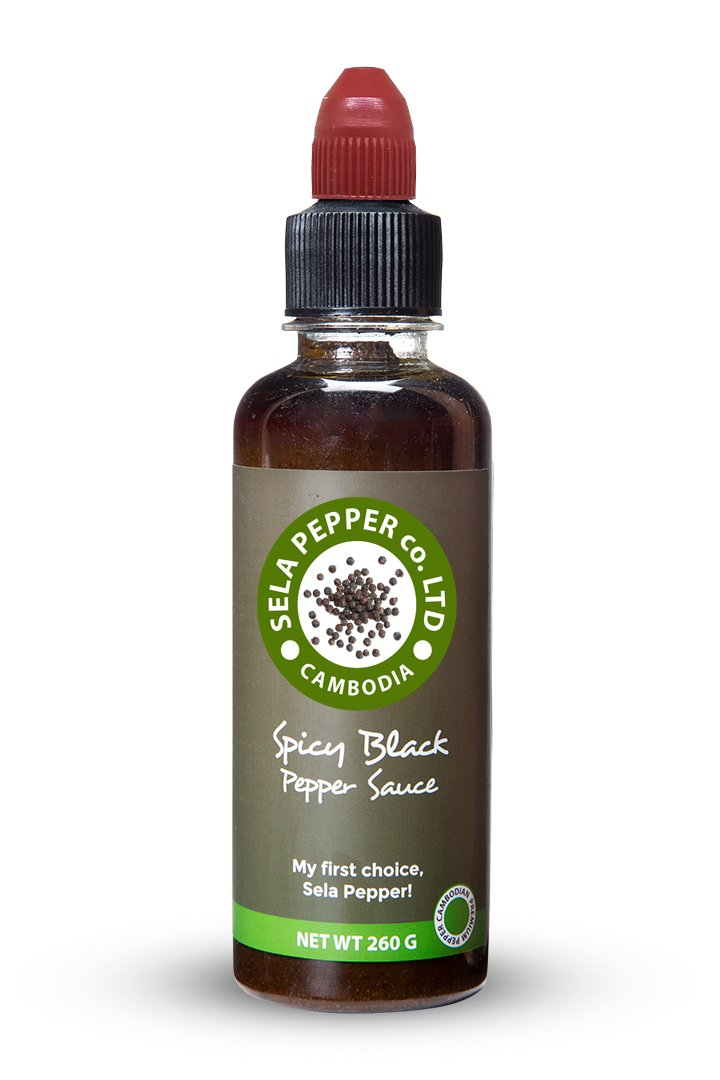 SELA PEPPER co. LTD
CAMBODIA
Spicy Black
Pepper Sauce
My first choice,
Sela Pepper!
CAMBODIAN PREMIUM PEPPER
NET WT 260 G